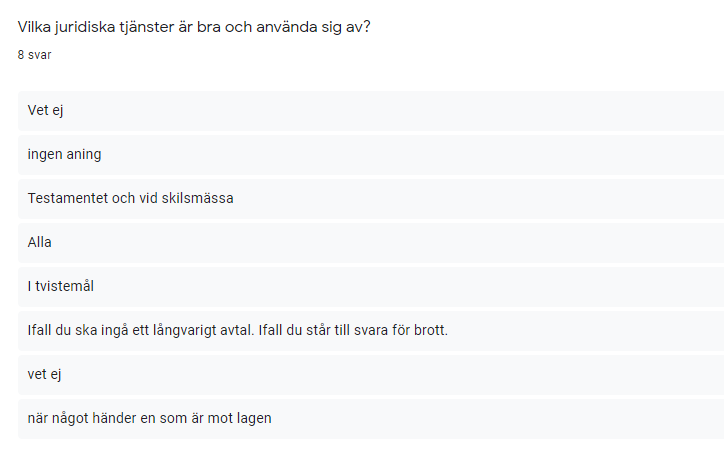 Vilka juridiska tjänster är bra och använda sig av?
8 svar
Vet ej
ingen aning
Testamentet och vid skilsmässa
Alla
I tvistemål
Ifall du ska ingå ett långvarigt avtal. Ifall du står till svara för brott.
vet ej
när något händer en som är mot lagen